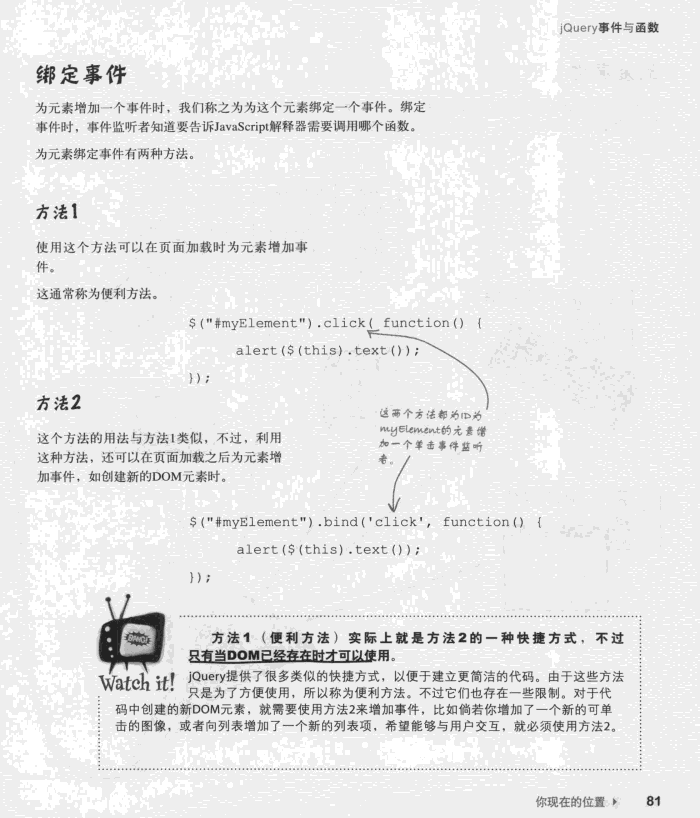 jQuery事件与函数
绑定事件
为元素增加一个事件时，我们称之为为这个元素绑定一个事件。绑定
事件时，事件监听者知道要告诉JavaScript解释器需要调用哪个函数。
为元素绑定事件有两种方法。
方法1
使用这个方法可以在页面加载时为元素增加事
件。
这通常称为便利方法。
$("#myElement").click( function() {
alert($(this).text());
});
方法2
这个方法的用法与方法1类似，不过，利用
这种方法，还可以在页面加载之后为元素增
加事件，如创建新的DOM元素时。
这两个方法都为ID为
myElement的元素增
加一个单击事件监听
者。
$("#myElement").bind('click', function() {
alert($(this).text());
});
BANG!
Watch it!
方法1（便利方法）实际上就是方法2的一种快捷方式，不过
只有当DOM已经存在时才可以使用。
jQuery提供了很多类似的快捷方式，以便于建立更简洁的代码。由于这些方法
只是为了方便使用，所以称为便利方法。不过它们也存在一些限制。对于代
码中创建的新DOM元素，就需要使用方法2来增加事件，比如倘若你增加了一个新的可单
击的图像，或者向列表增加了一个新的列表项，希望能够与用户交互，就必须使用方法2。
你现在的位置 ▸ 81